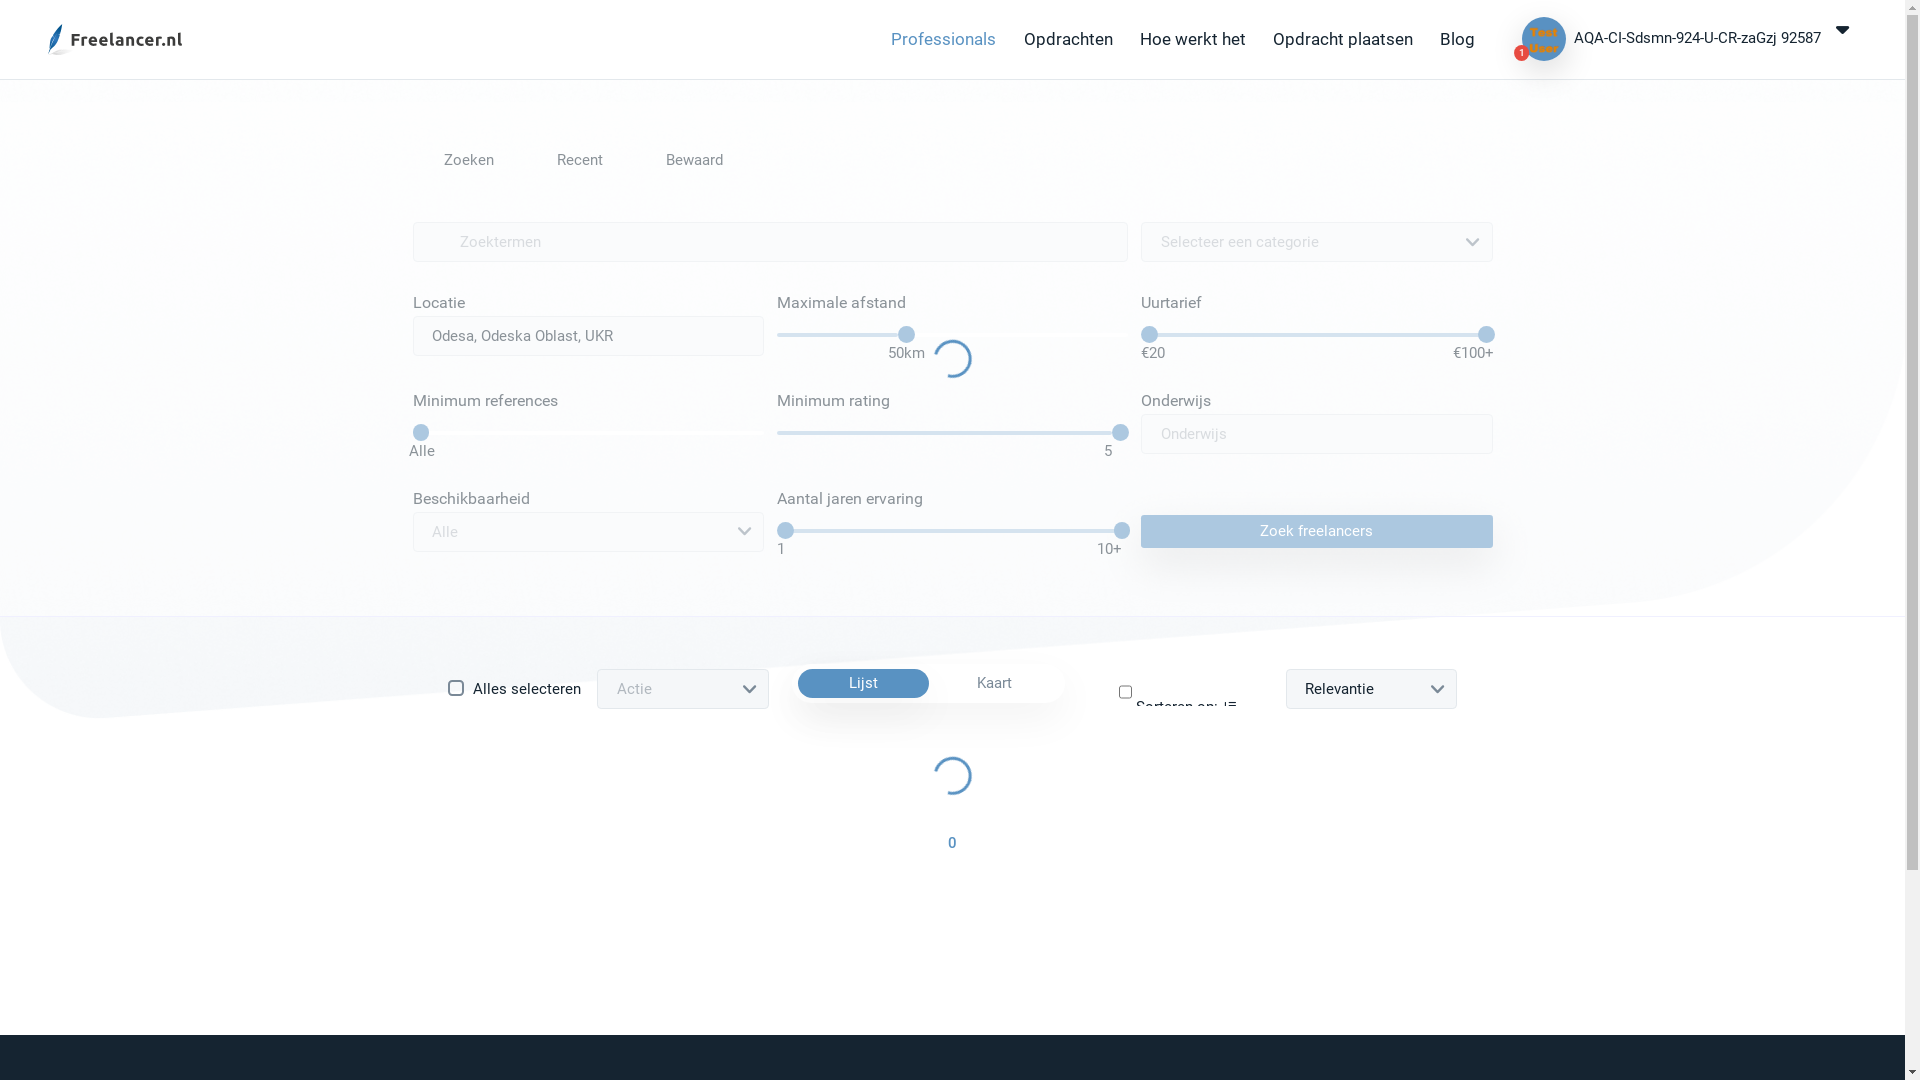 Freelancer.nl
Professionals Opdrachten Hoe werkt het Opdracht plaatsen Blog
Test User
1
AQA-CI-Sdsmn-924-U-CR-zaGzj 92587
Zoeken Recent Bewaard
Zoektermen
Selecteer een categorie
Locatie
Odesa, Odeska Oblast, UKR
Maximale afstand
50km
Uurtarief
€20 €100+
Minimum references
Alle
Minimum rating
5
Onderwijs
Onderwijs
Beschikbaarheid
Alle
Aantal jaren ervaring
1 10+
Zoek freelancers
Alles selecteren
Actie
Lijst Kaart
Sorteren op:
Relevantie
0